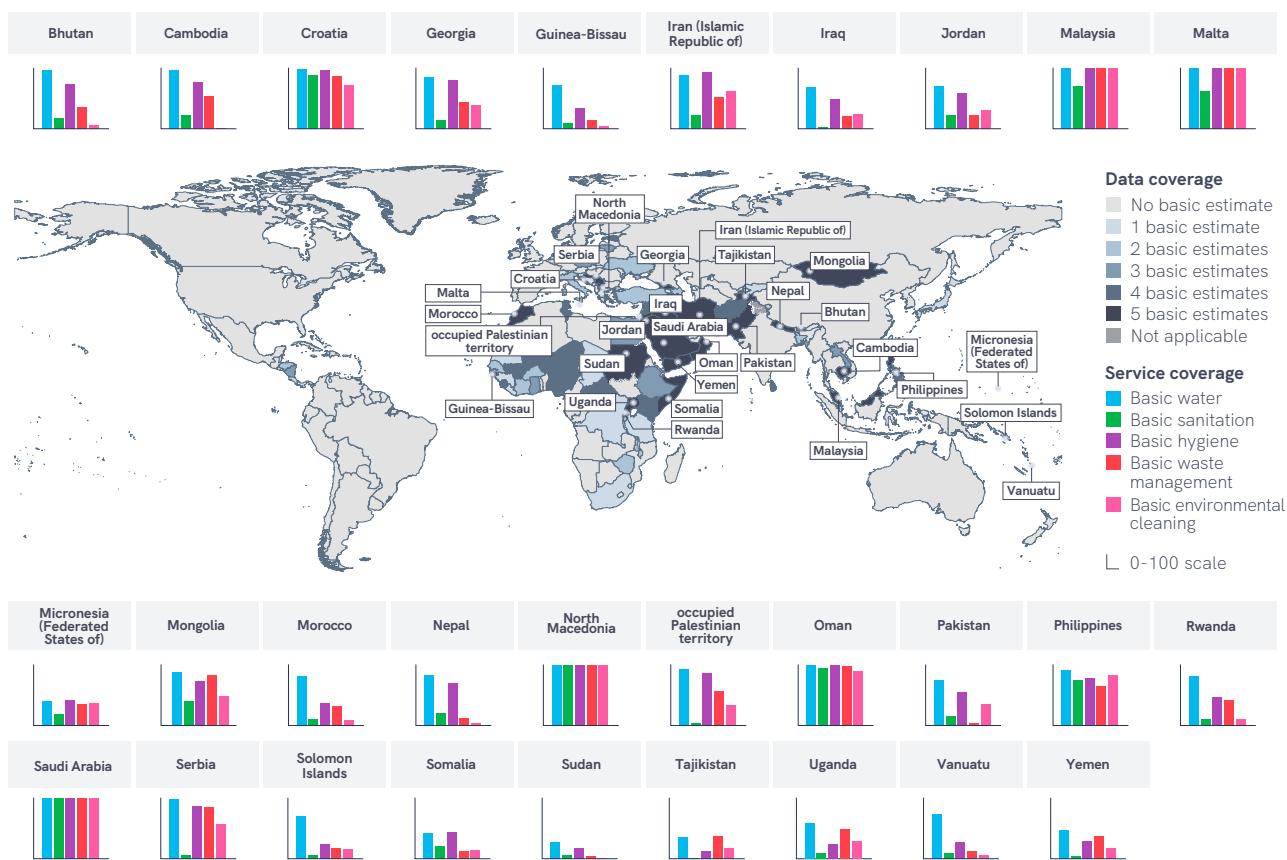 Bhutan
Cambodia
Croatia
Georgia
Guinea-Bissau
Iran (Islamic
Republic of)
Iraq
Jordan
Malaysia
Malta
North
Macedonia
Iran (Islamic Republic of)
Serbia
Georgia
Tajikistan
Mongolia
Croatia
Malta
Nepal
Morocco
Iraq
Bhutan
occupied Palestinian
territory
Jordan
Saudi Arabia
Sudan
Oman
Pakistan
Cambodia
Micronesia
(Federated
States of)
Yemen
Philippines
Guinea-Bissau
Uganda
Somalia
Solomon Islands
Rwanda
Malaysia
Vanuatu
Data coverage
No basic estimate
1 basic estimate
2 basic estimates
3 basic estimates
4 basic estimates
5 basic estimates
Not applicable
Service coverage
Basic water
Basic sanitation
Basic hygiene
Basic waste
management
Basic environmental
cleaning
0-100 scale
Micronesia
(Federated
States of)
Mongolia
Morocco
Nepal
North
Macedonia
occupied
Palestinian
territory
Oman
Pakistan
Philippines
Rwanda
Saudi Arabia
Serbia
Solomon
Islands
Somalia
Sudan
Tajikistan
Uganda
Vanuatu
Yemen